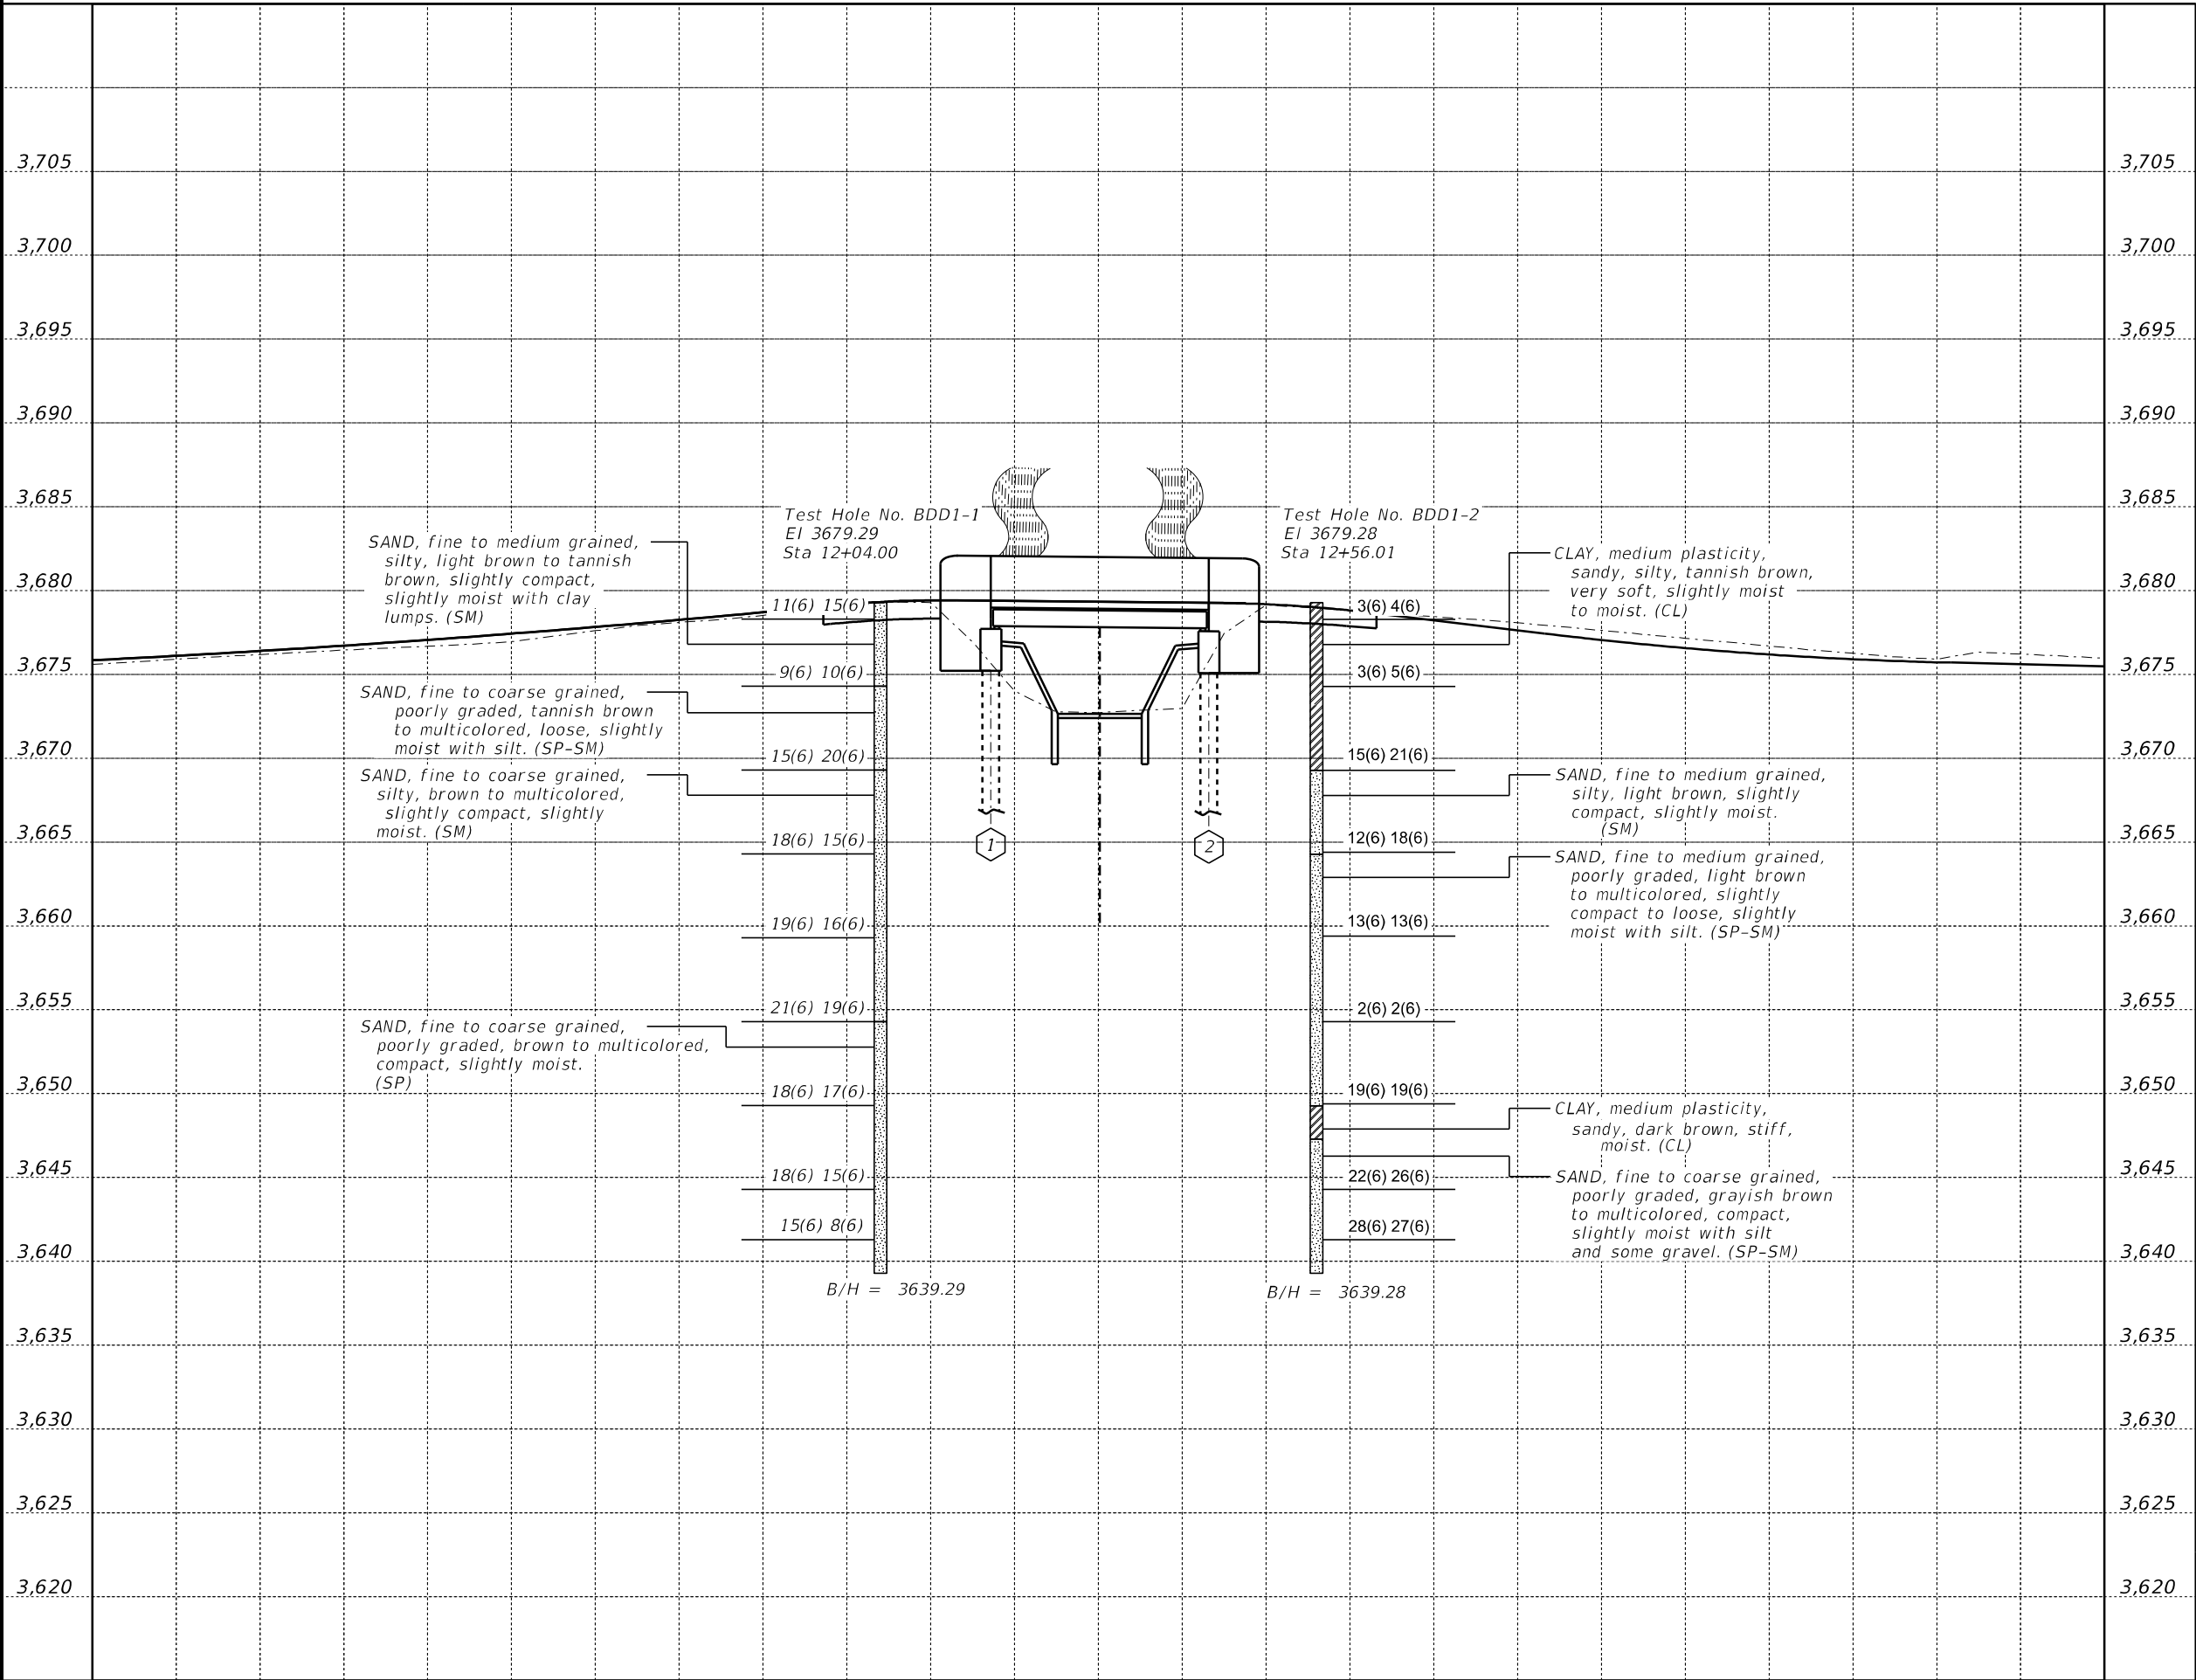 3,705
3,700
3,695
3,690
3,685
3,680
3,675
3,670
3,665
3,660
3,655
3,650
3,645
3,640
3,635
3,630
3,625
3,620
SAND, fine to medium grained,
silty, light brown to tannish
brown, slightly compact,
slightly moist with clay
lumps. (SM)
SAND, fine to coarse grained,
poorly graded, tannish brown
to multicolored, loose, slightly
moist with silt. (SP-SM)
SAND, fine to coarse grained,
silty, brown to multicolored,
slightly compact, slightly
moist. (SM)
SAND, fine to coarse grained,
poorly graded, brown to multicolored,
compact, slightly moist.
(SP)
Test Hole No. BDD1-1
El 3679.29
Sta 12+04.00
11(6) 15(6)
9(6) 10(6)
15(6) 20(6)
18(6) 15(6)
19(6) 16(6)
21(6) 19(6)
18(6) 17(6)
18(6) 15(6)
15(6) 8(6)
B/H = 3639.29
1
2
Test Hole No. BDD1-2
El 3679.28
Sta 12+56.01
3(6) 4(6)
3(6) 5(6)
15(6) 21(6)
12(6) 18(6)
13(6) 13(6)
2(6) 2(6)
19(6) 19(6)
22(6) 26(6)
28(6) 27(6)
B/H = 3639.28
CLAY, medium plasticity,
sandy, silty, tannish brown,
very soft, slightly moist
to moist. (CL)
SAND, fine to medium grained,
silty, light brown, slightly
compact, slightly moist.
(SM)
SAND, fine to medium grained,
poorly graded, light brown
to multicolored, slightly
compact to loose, slightly
moist with silt. (SP-SM)
CLAY, medium plasticity,
sandy, dark brown, stiff,
moist. (CL)
SAND, fine to coarse grained,
poorly graded, grayish brown
to multicolored, compact,
slightly moist with silt
and some gravel. (SP-SM)
3,705
3,700
3,695
3,690
3,685
3,680
3,675
3,670
3,665
3,660
3,655
3,650
3,645
3,640
3,635
3,630
3,625
3,620